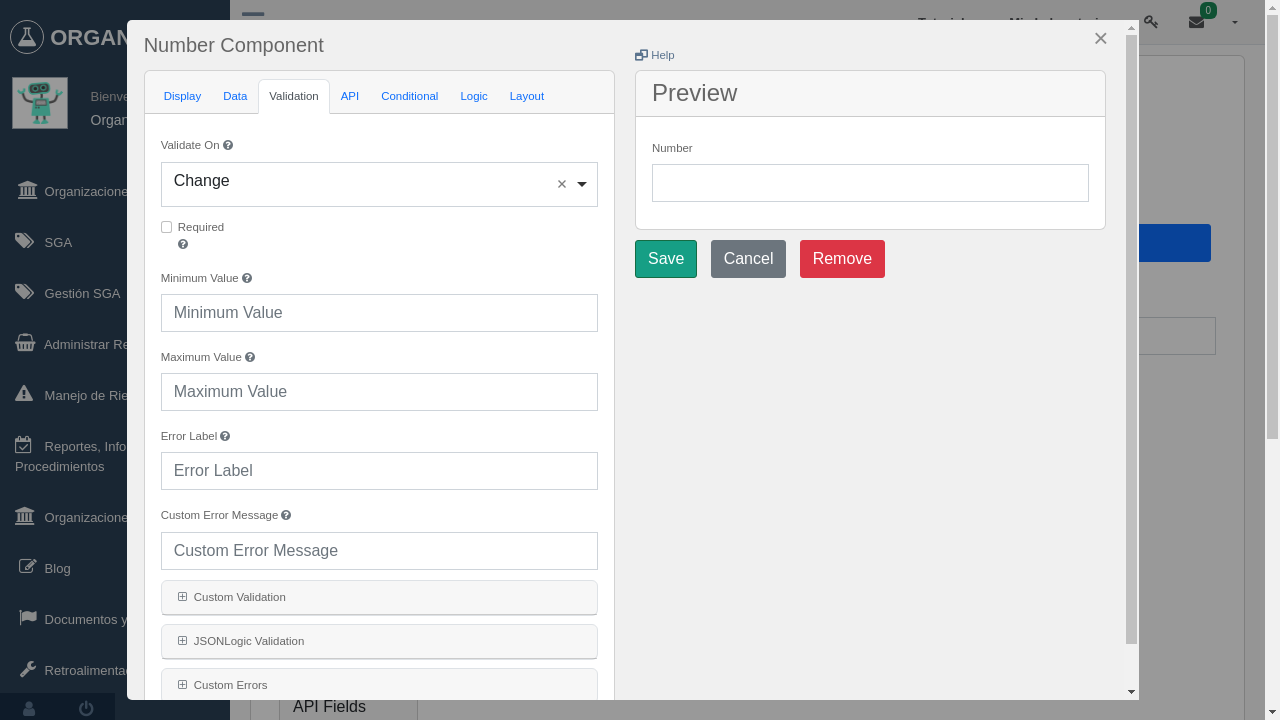 ORGAN
Bienve
Organ
Organizacione
SGA
Gestión SGA
Administrar Re
Manejo de Rie
Reportes, Info
Procedimientos
Organizacione
Blog
Documentos y
Retroalimentac
0
Number Component
×
Help
Display
Data
Validation
API
Conditional
Logic
Layout
Validate On
Change
×
Required
Minimum Value
Minimum Value
Maximum Value
Maximum Value
Error Label
Error Label
Custom Error Message
Custom Error Message
Custom Validation
JSONLogic Validation
Custom Errors
Preview
Number
Save
Cancel
Remove
API Fields